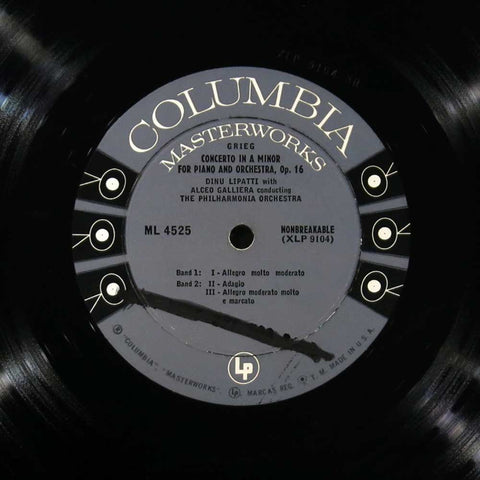 COLUMBIA
MASTERWORKS
GRIEG
CONCERTO IN A MINOR
FOR PIANO AND ORCHESTRA, Op. 16
DINU LIPATTI with
ALCEO GALLIERA conducting
THE PHILHARMONIA ORCHESTRA
ML 4525
NONBREAKABLE
(XLP 9104)
Band 1: I - Allegro molto moderato
Band 2: II - Adagio
III - Allegro moderato molto
e marcato
LP
® "COLUMBIA", "MASTERWORKS", LP MARCAS REG. T. M. MADE IN U.S.A.